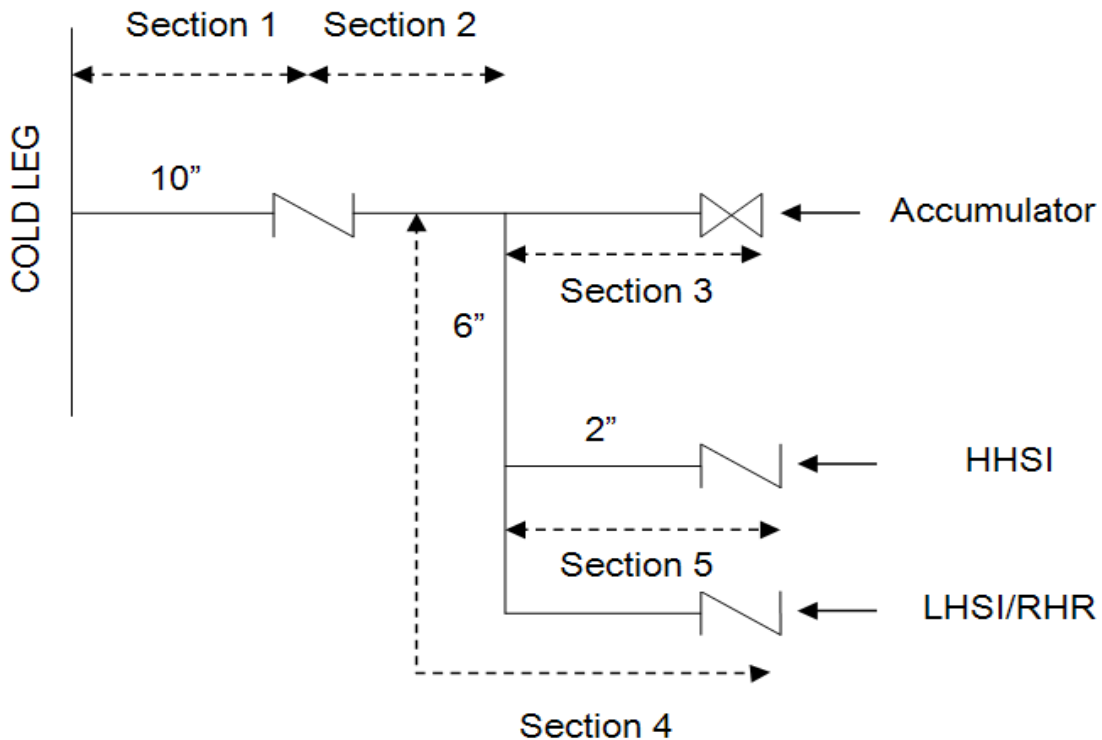 Section 1
Section 2
COLD LEG
10”
Accumulator
Section 3
6”
2”
HHSI
Section 5
LHSI/RHR
Section 4